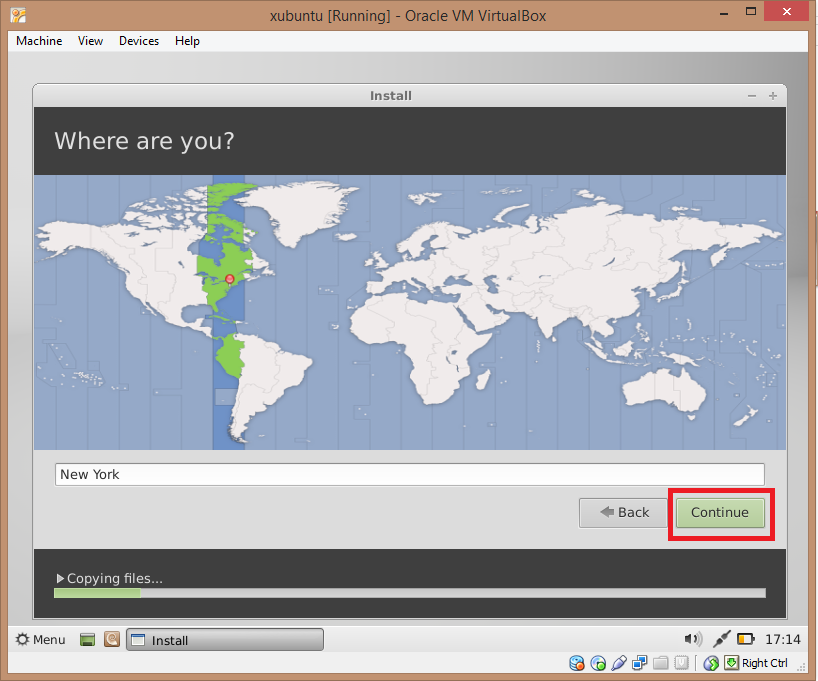 xubuntu [Running] - Oracle VM VirtualBox
Machine View Devices Help
Install
Where are you?
New York
Back
Continue
Copying files...
Menu
Install
17:14
Right Ctrl